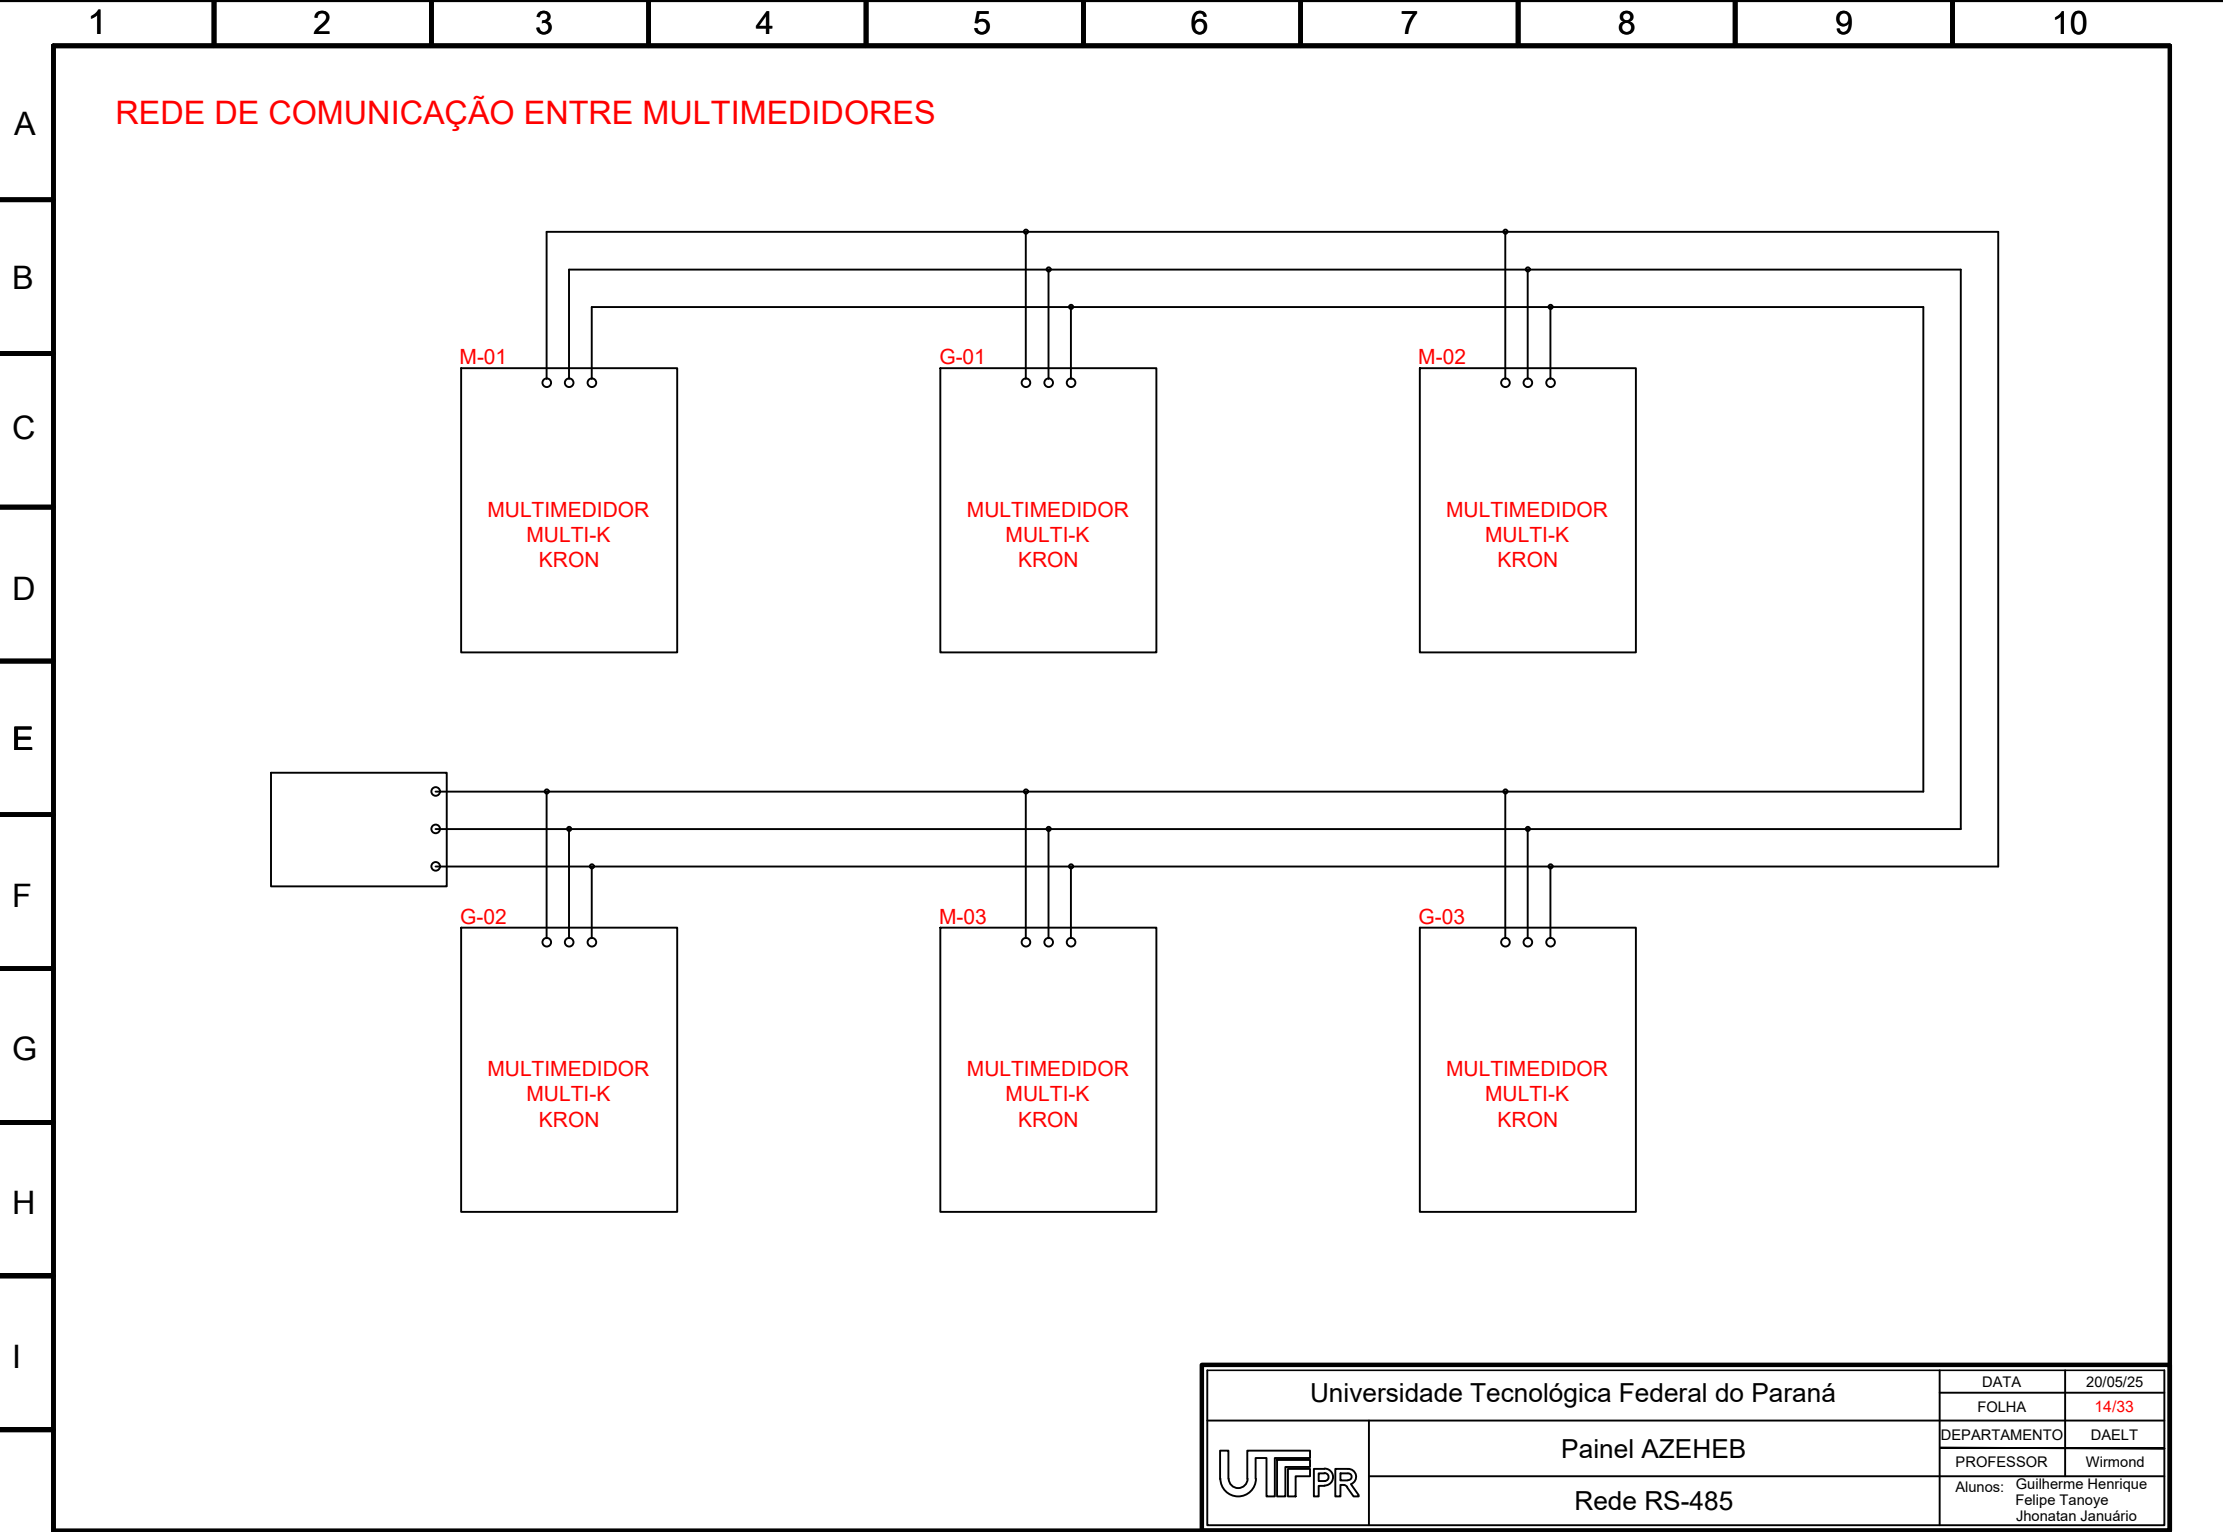 1 2 3 4 5 6 7 8 9 10
A
B
C
D
E
F
G
H
I
REDE DE COMUNICAÇÃO ENTRE MULTIMEDIDORES
M-01
MULTIMEDIDOR
MULTI-K
KRON
G-01
MULTIMEDIDOR
MULTI-K
KRON
M-02
MULTIMEDIDOR
MULTI-K
KRON
G-02
MULTIMEDIDOR
MULTI-K
KRON
M-03
MULTIMEDIDOR
MULTI-K
KRON
G-03
MULTIMEDIDOR
MULTI-K
KRON
Universidade Tecnológica Federal do Paraná
UTFPR
Painel AZEHEB
Rede RS-485
DATA 20/05/25
FOLHA 14/33
DEPARTAMENTO DAELT
PROFESSOR Wirmond
Alunos: Guilherme Henrique
Felipe Tanoye
Jhonatan Januário